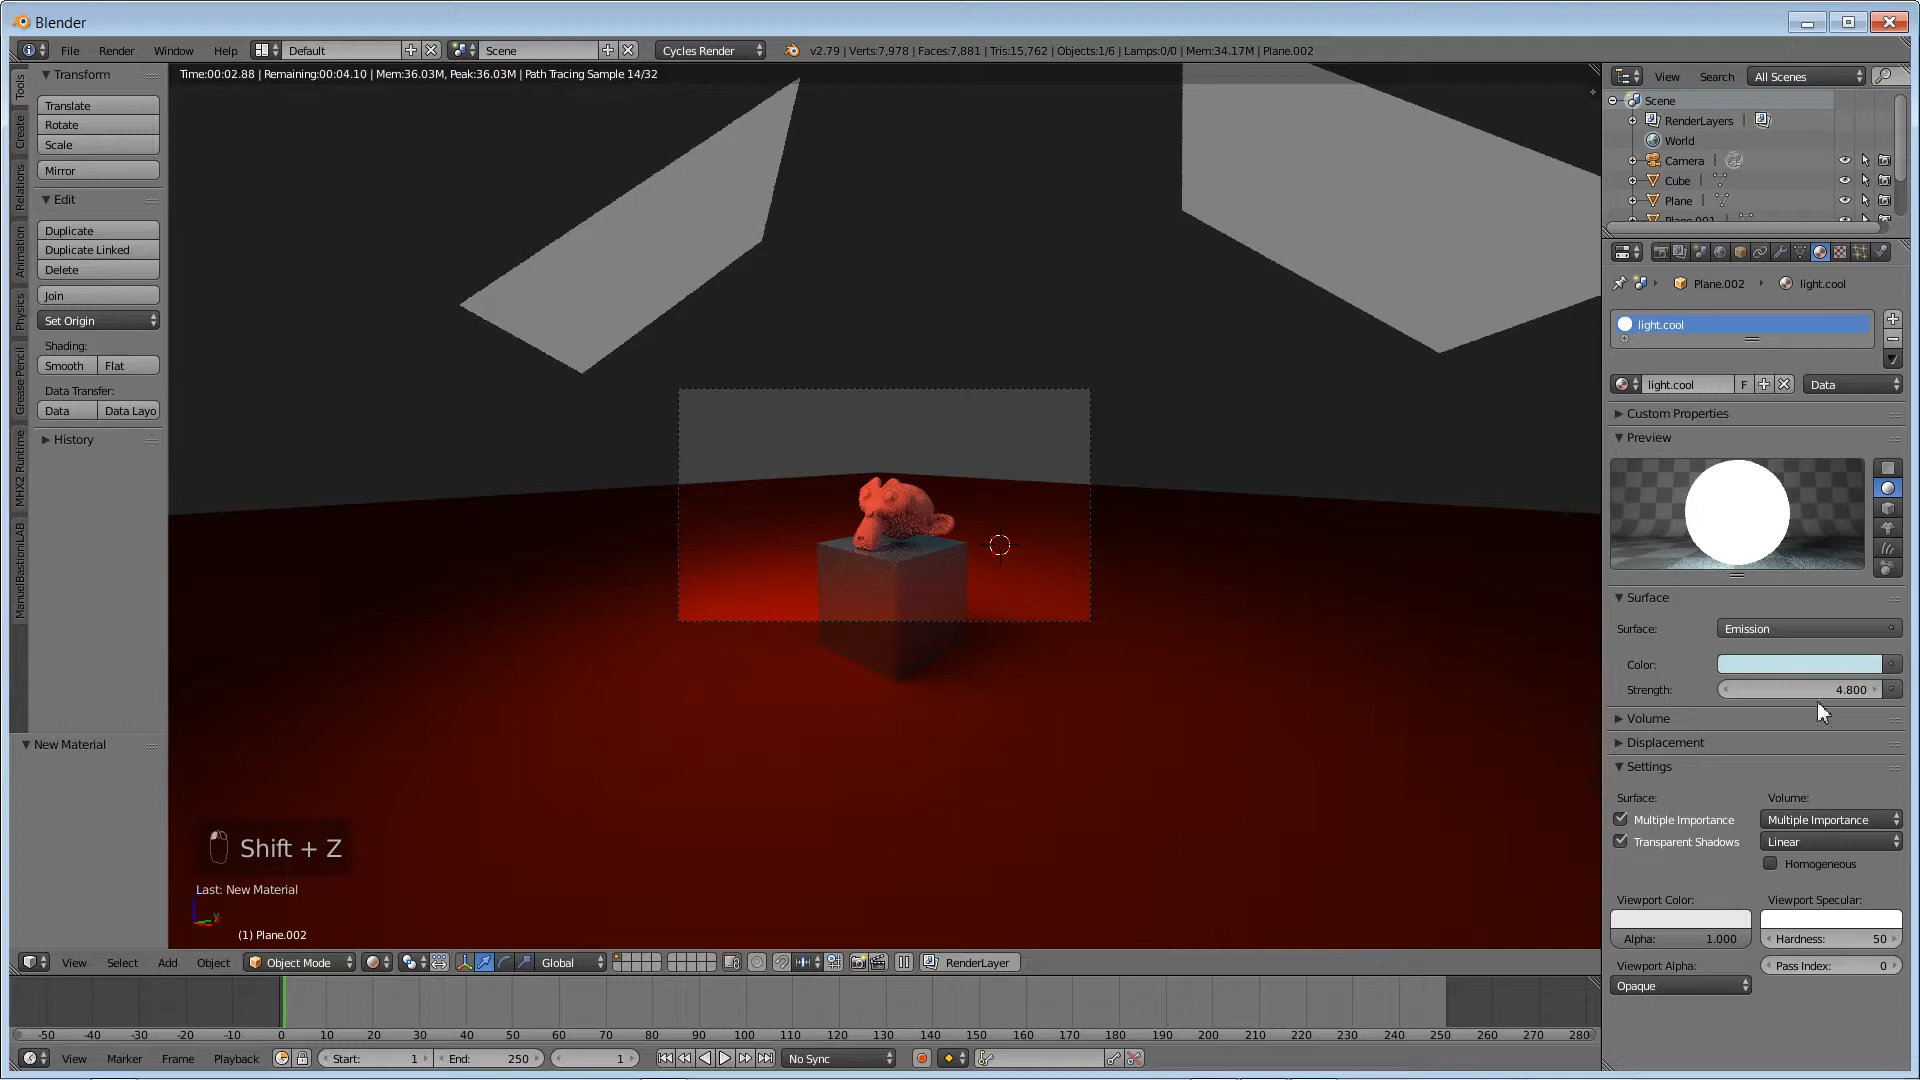 Blender
File Render Window Help Default Scene Cycles Render v2.79 | Verts:7,978 | Faces:7,881 | Tris:15,762 | Objects:1/6 | Lamps:0/0 | Mem:34.17M | Plane.002
Time:00:02.88 | Remaining:00:04.10 | Mem:36.03M, Peak:36.03M | Path Tracing Sample 14/32
Tools
Create
Relations
Animation
Physics
Grease Pencil
MHX2 Runtime
ManuelBastioniLAB
Transform
Translate
Rotate
Scale
Mirror
Edit
Duplicate
Duplicate Linked
Delete
Join
Set Origin
Shading:
Smooth Flat
Data Transfer:
Data Data Layo
History
New Material
Shift + Z
Last: New Material
(1) Plane.002
View Select Add Object Object Mode Global RenderLayer
-50 -40 -30 -20 -10 0 10 20 30 40 50 60 70 80 90 100 110 120 130 140 150 160 170 180 190 200 210 220 230 240 250 260 270 280
View Marker Frame Playback Start: 1 End: 250 1 No Sync
View Search All Scenes
Scene
RenderLayers |
World
Camera |
Cube |
Plane |
Plane.001
Plane.002 light.cool
light.cool
light.cool F Data
Custom Properties
Preview
Surface
Surface: Emission
Color:
Strength: 4.800
Volume
Displacement
Settings
Surface: Volume:
Multiple Importance Multiple Importance
Transparent Shadows Linear
Homogeneous
Viewport Color: Viewport Specular:
Alpha: 1.000 Hardness: 50
Viewport Alpha: Pass Index: 0
Opaque